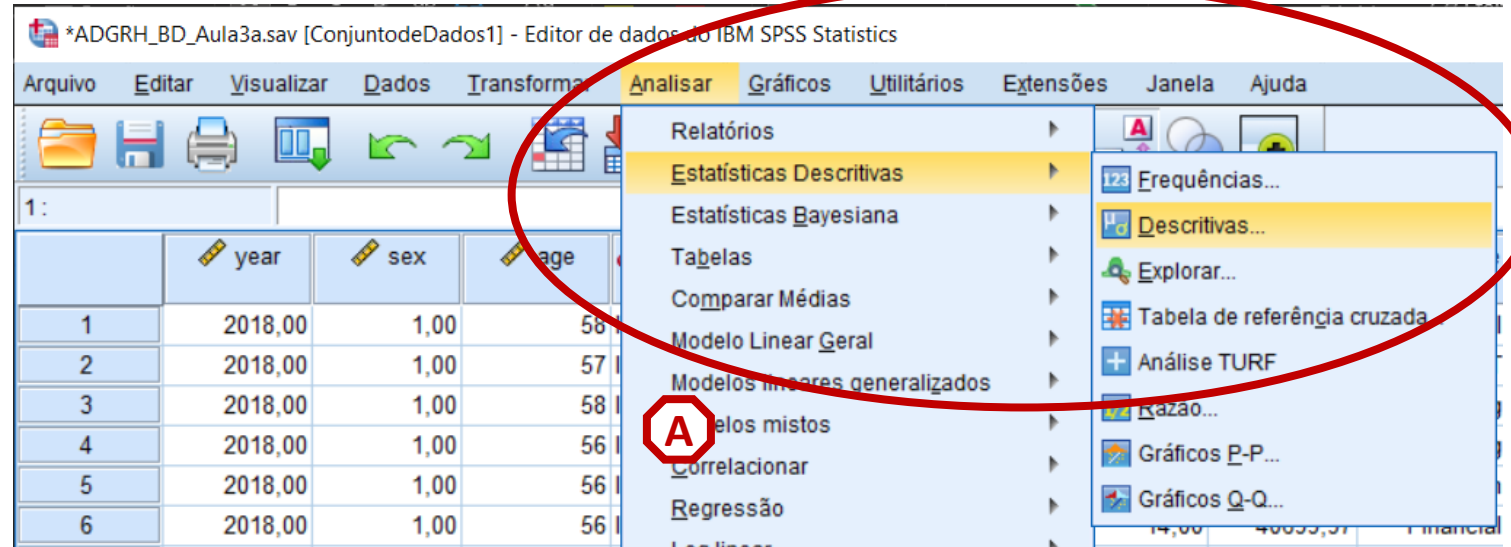 *ADGRH_BD_Aula3a.sav [ConjuntodeDados1] - Editor de dados do IBM SPSS Statistics
Arquivo Editar Visualizar Dados Transformar Analisar Gráficos Utilitários Extensões Janela Ajuda
1 :
year sex age
1 2018,00 1,00 58
2 2018,00 1,00 57
3 2018,00 1,00 58
4 2018,00 1,00 56
5 2018,00 1,00 56
6 2018,00 1,00 56
Relatórios
Estatísticas Descritivas
Estatísticas Bayesiana
Tabelas
Comparar Médias
Modelo Linear Geral
Modelos lineares generalizados
mistos
Correlacionar
Regressão
A
A
123 Frequências...
Descritivas...
Explorar...
Tabela de referência cruzada
Análise TURF
Razão...
Gráficos P-P...
Gráficos Q-Q...